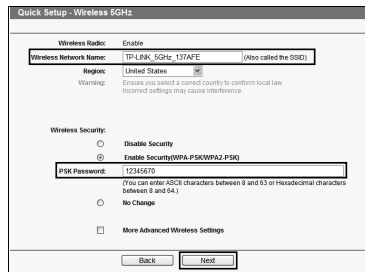 Quick Setup - Wireless 5GHz
Wireless Radio: Enable
Wireless Network Name: TP-LINK_5GHz_137AFE (Also called the SSID)
Region: United States
Warning: Ensure you select a correct country to conform local law.
Incorrect settings may cause interference.
Wireless Security:
Disable Security
Enable Security(WPA-PSK/WPA2-PSK)
PSK Password: 12345670
(You can enter ASCII characters between 8 and 63 or Hexadecimal characters
between 8 and 64.)
No Change
More Advanced Wireless Settings
Back Next